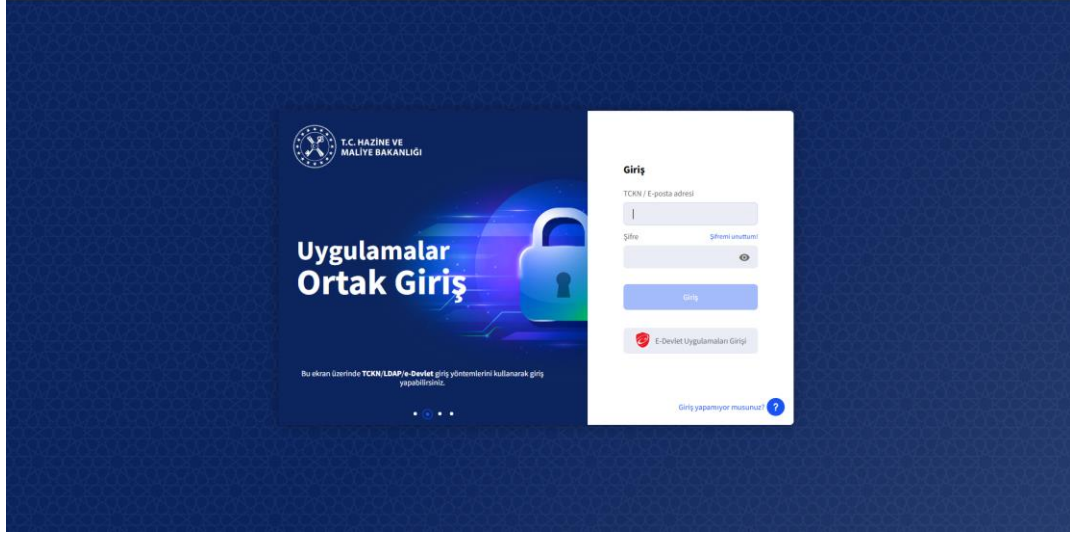 T.C. HAZİNE VE
MALİYE BAKANLIĞI
Uygulamalar
Ortak Giriş
Bu ekran üzerinde TCKN/LDAP/e-Devlet giriş yöntemlerini kullanarak giriş
yapabilirsiniz.
Giriş
TCKN / E-posta adresi
Şifre Şifremi unuttum!
Giriş
E-Devlet Uygulamaları Girişi
Giriş yapamıyor musunuz? ?